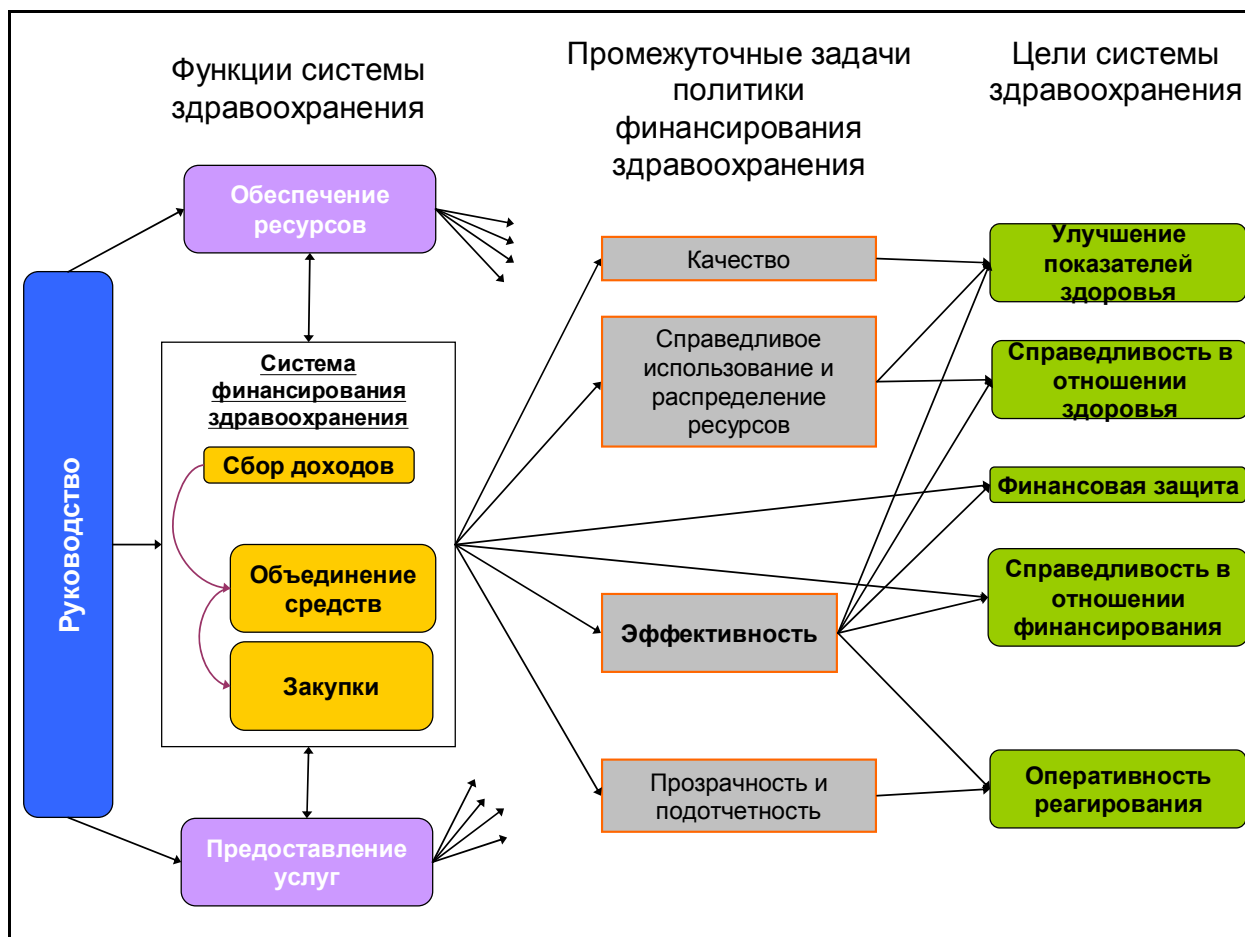 Функции системы
здравоохранения
Промежуточные задачи
политики
финансирования
здравоохранения
Цели системы
здравоохранения
Руководство
Обеспечение
ресурсов
Система
финансирования
здравоохранения
Сбор доходов
Объединение
средств
Закупки
Предоставление
услуг
Качество
Справедливое
использование и
распределение
ресурсов
Эффективность
Прозрачность и
подотчетность
Улучшение
показателей
здоровья
Справедливость в
отношении
здоровья
Финансовая защита
Справедливость в
отношении
финансирования
Оперативность
реагирования